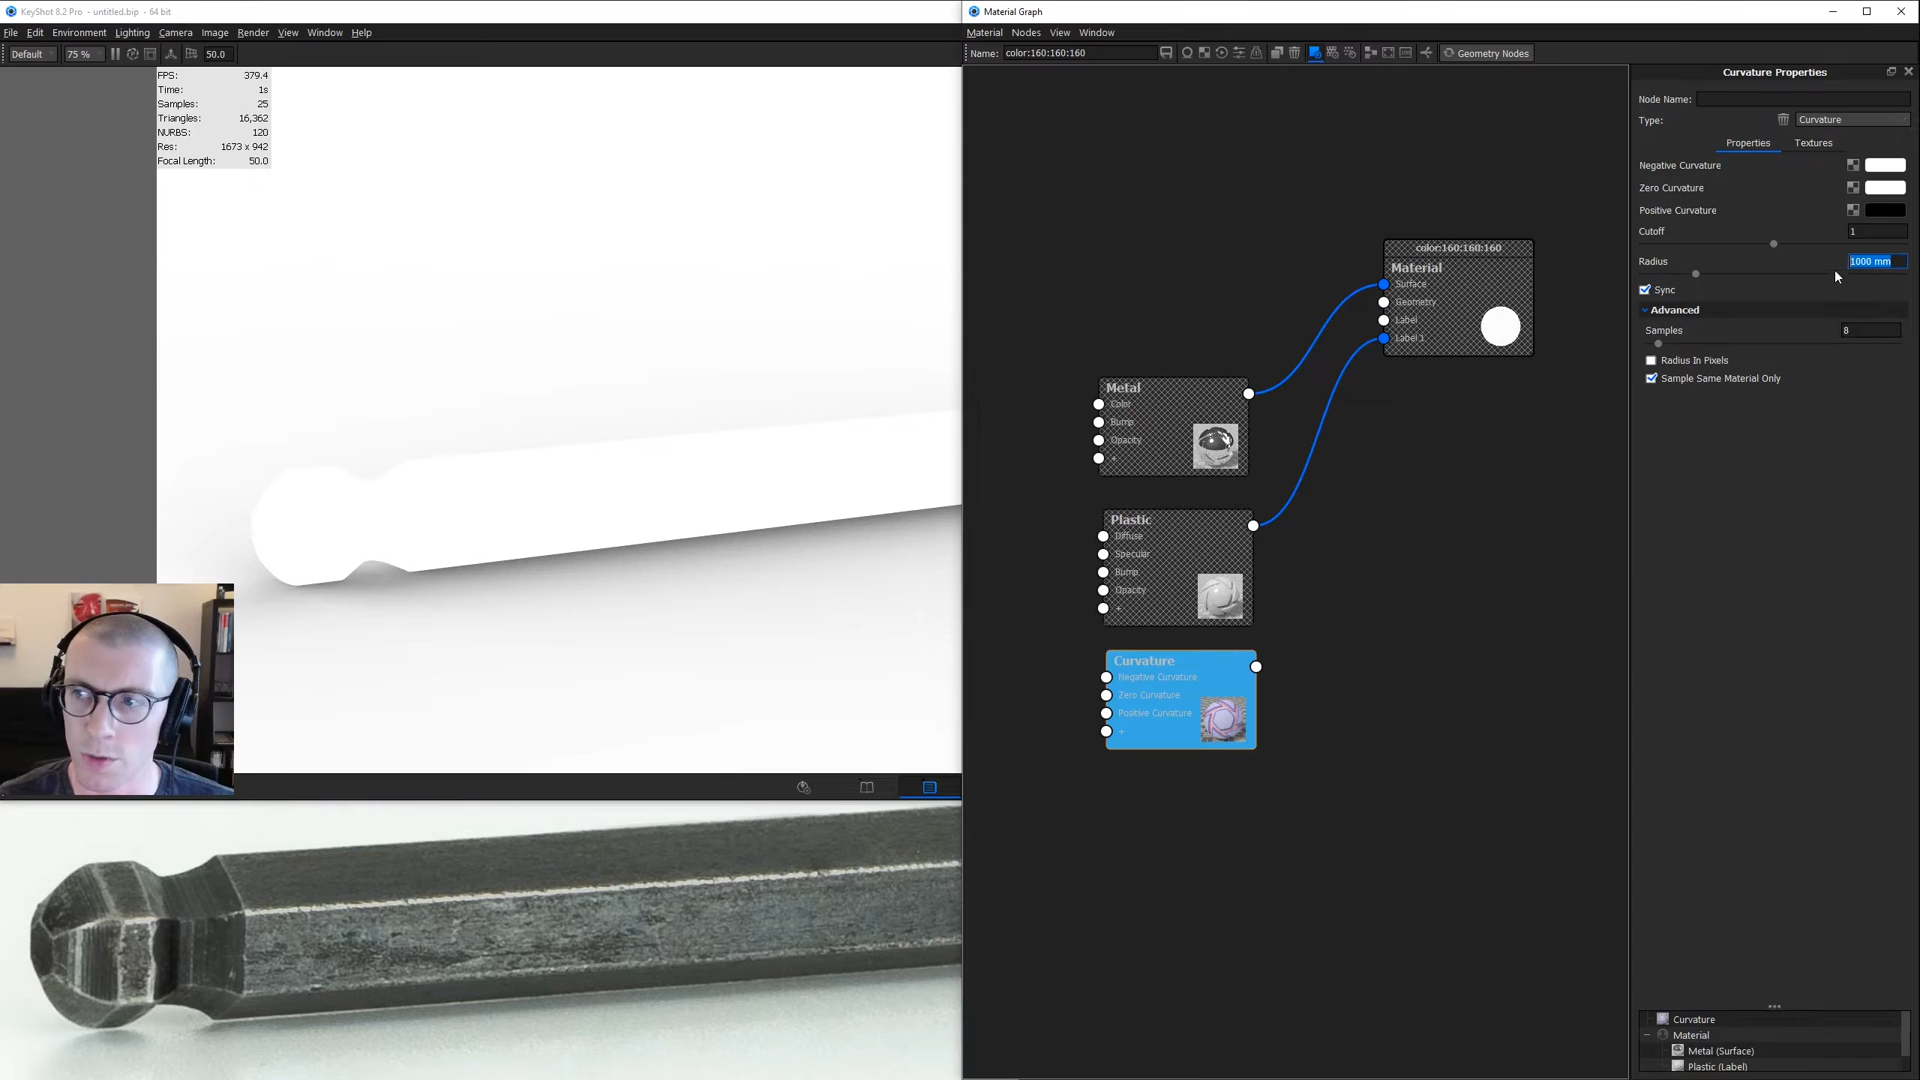 KeyShot 8.2 Pro - untitled.bip - 64 bit
File Edit Environment Lighting Camera Image Render View Window Help
Default 75 % 50.0
FPS: 379.4
Time: 1s
Samples: 25
Triangles: 16,362
NURBS: 120
Res: 1673 x 942
Focal Length: 50.0
Material Graph
Material Nodes View Window
Name: color:160:160:160 Geometry Nodes
color:160:160:160
Material
Surface
Geometry
Label
Label 1
Metal
Color
Bump
Opacity
+
Plastic
Diffuse
Specular
Bump
Opacity
+
Curvature
Negative Curvature
Zero Curvature
Positive Curvature
+
Curvature Properties
Node Name:
Type: Curvature
Properties Textures
Negative Curvature
Zero Curvature
Positive Curvature
Cutoff 1
Radius 1000 mm
Sync
Advanced
Samples 8
Radius In Pixels
Sample Same Material Only
Curvature
Material
Metal (Surface)
Plastic (Label)